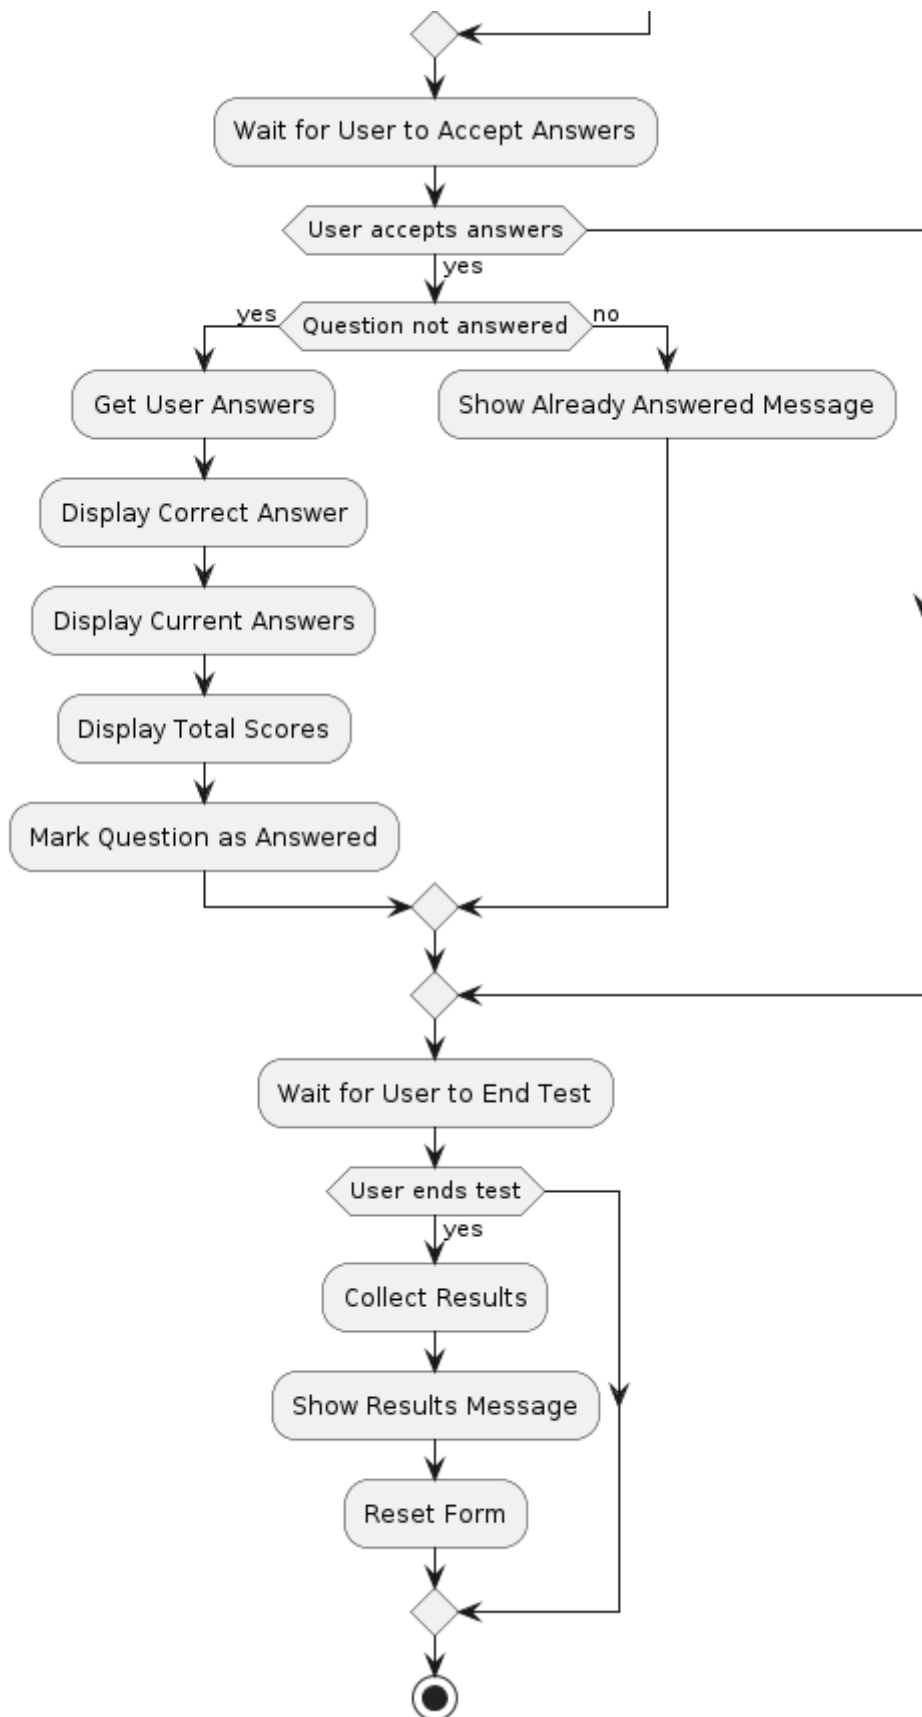 Wait for User to Accept Answers
User accepts answers
yes
yes
Question not answered
no
Get User Answers
Show Already Answered Message
Display Correct Answer
Display Current Answers
Display Total Scores
Mark Question as Answered
Wait for User to End Test
User ends test
yes
Collect Results
Show Results Message
Reset Form